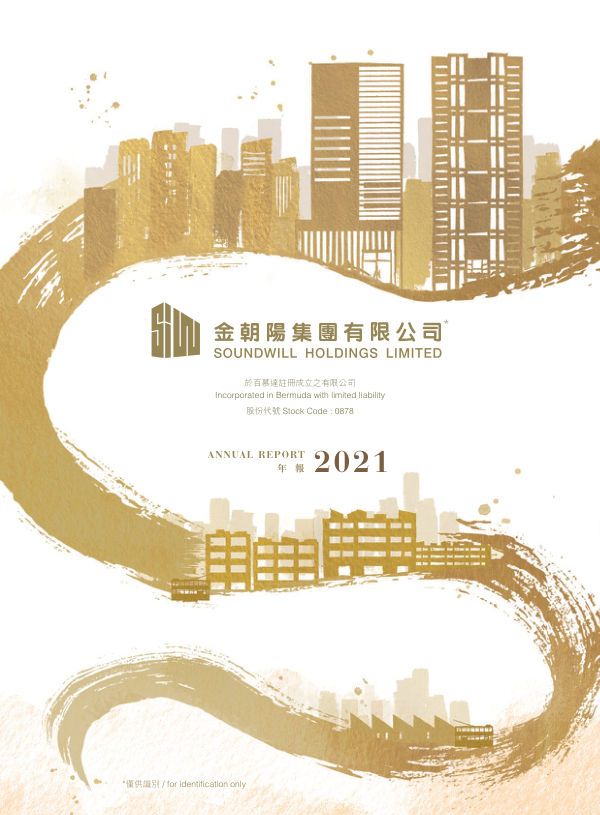 SW
金朝陽集團有限公司*
SOUNDWILL HOLDINGS LIMITED
於百慕達註冊成立之有限公司
Incorporated in Bermuda with limited liability
股份代號 Stock Code : 0878
ANNUAL REPORT 2021
年 報
*僅供識別 / for identification only